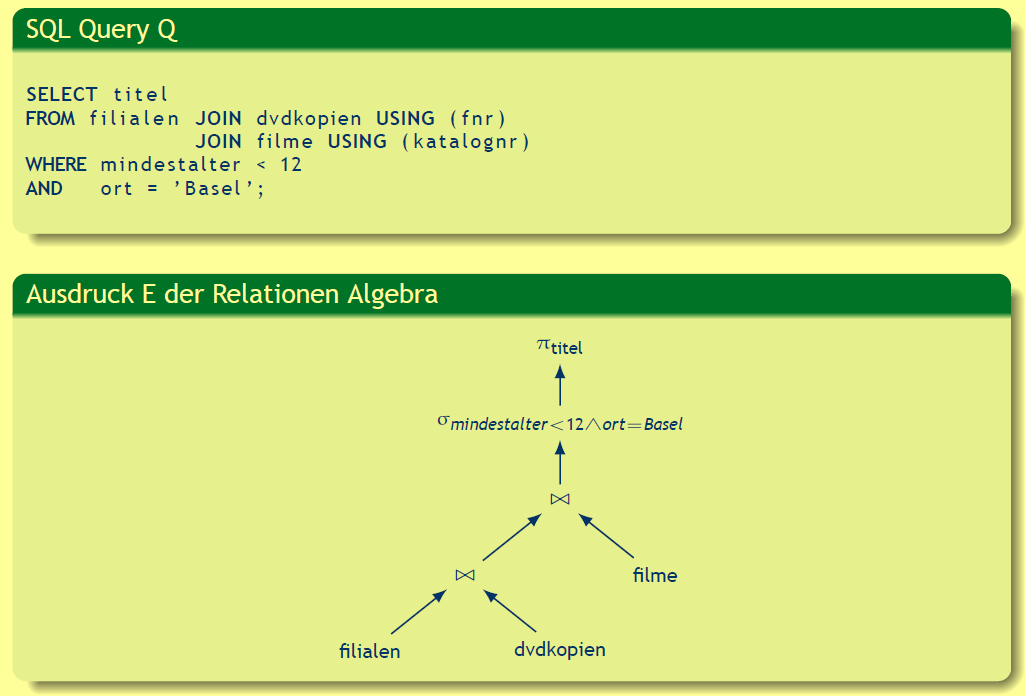 SQL Query Q
SELECT titel
FROM filialen JOIN dvdkopien USING (fnr)
JOIN filme USING (katalognr)
WHERE mindestalter < 12
AND ort = ’Basel’;
Ausdruck E der Relationen Algebra
π titel
σ mindestalter<12∧ort=Basel
⋈
⋈
filme
filialen
dvdkopien